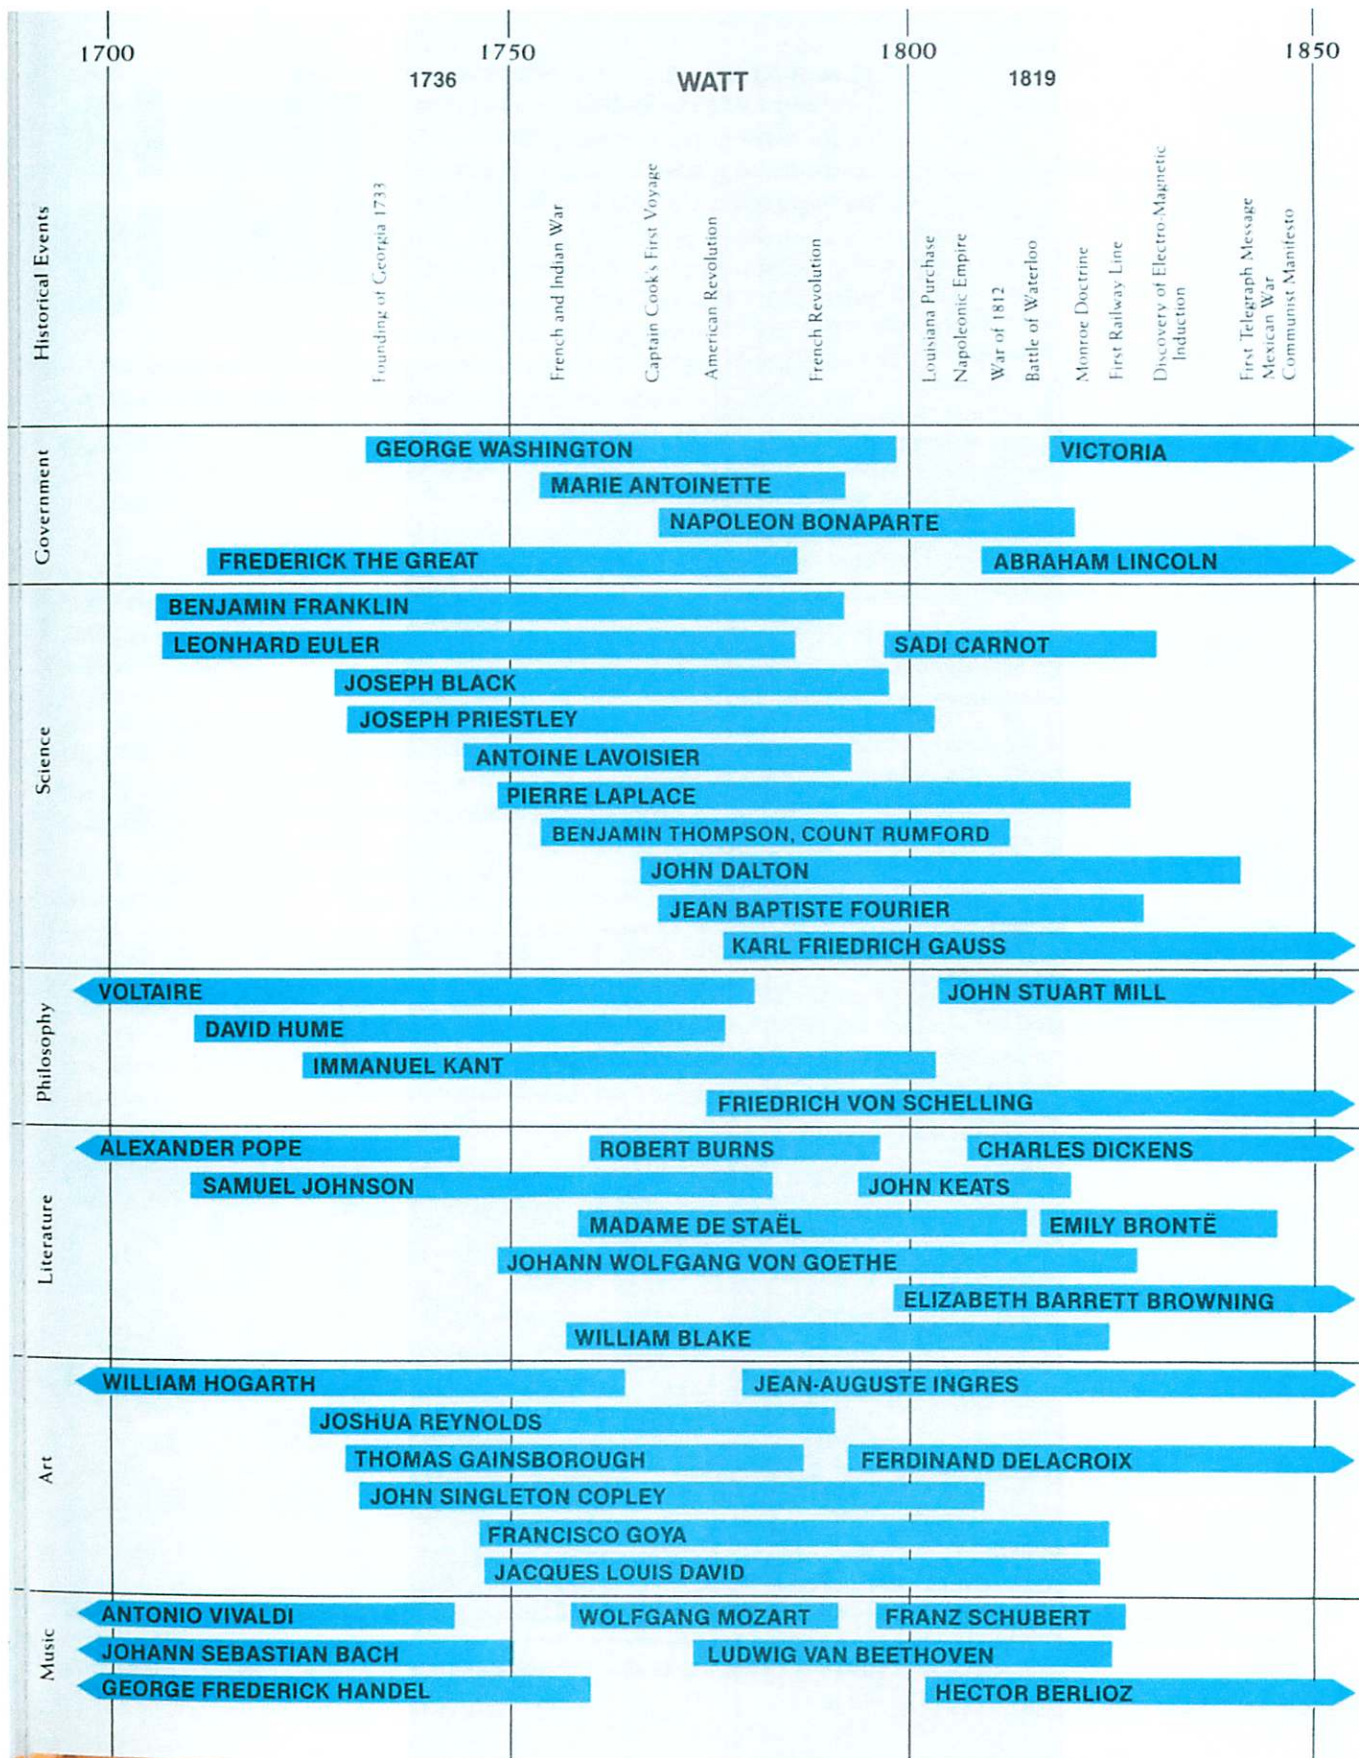 1700
1750
1800
1850
1736
WATT
1819
Historical Events
Founding of Georgia 1733
French and Indian War
Captain Cook's First Voyage
American Revolution
French Revolution
Louisiana Purchase
Napoleonic Empire
War of 1812
Battle of Waterloo
Monroe Doctrine
First Railway Line
Discovery of Electro-Magnetic
Induction
First Telegraph Message
Mexican War
Communist Manifesto
Government
GEORGE WASHINGTON
VICTORIA
MARIE ANTOINETTE
NAPOLEON BONAPARTE
FREDERICK THE GREAT
ABRAHAM LINCOLN
Science
BENJAMIN FRANKLIN
LEONHARD EULER
SADI CARNOT
JOSEPH BLACK
JOSEPH PRIESTLEY
ANTOINE LAVOISIER
PIERRE LAPLACE
BENJAMIN THOMPSON, COUNT RUMFORD
JOHN DALTON
JEAN BAPTISTE FOURIER
KARL FRIEDRICH GAUSS
Philosophy
VOLTAIRE
JOHN STUART MILL
DAVID HUME
IMMANUEL KANT
FRIEDRICH VON SCHELLING
Literature
ALEXANDER POPE
ROBERT BURNS
CHARLES DICKENS
SAMUEL JOHNSON
JOHN KEATS
MADAME DE STAËL
EMILY BRONTË
JOHANN WOLFGANG VON GOETHE
ELIZABETH BARRETT BROWNING
WILLIAM BLAKE
Art
WILLIAM HOGARTH
JEAN-AUGUSTE INGRES
JOSHUA REYNOLDS
THOMAS GAINSBOROUGH
FERDINAND DELACROIX
JOHN SINGLETON COPLEY
FRANCISCO GOYA
JACQUES LOUIS DAVID
Music
ANTONIO VIVALDI
WOLFGANG MOZART
FRANZ SCHUBERT
JOHANN SEBASTIAN BACH
LUDWIG VAN BEETHOVEN
GEORGE FREDERICK HANDEL
HECTOR BERLIOZ